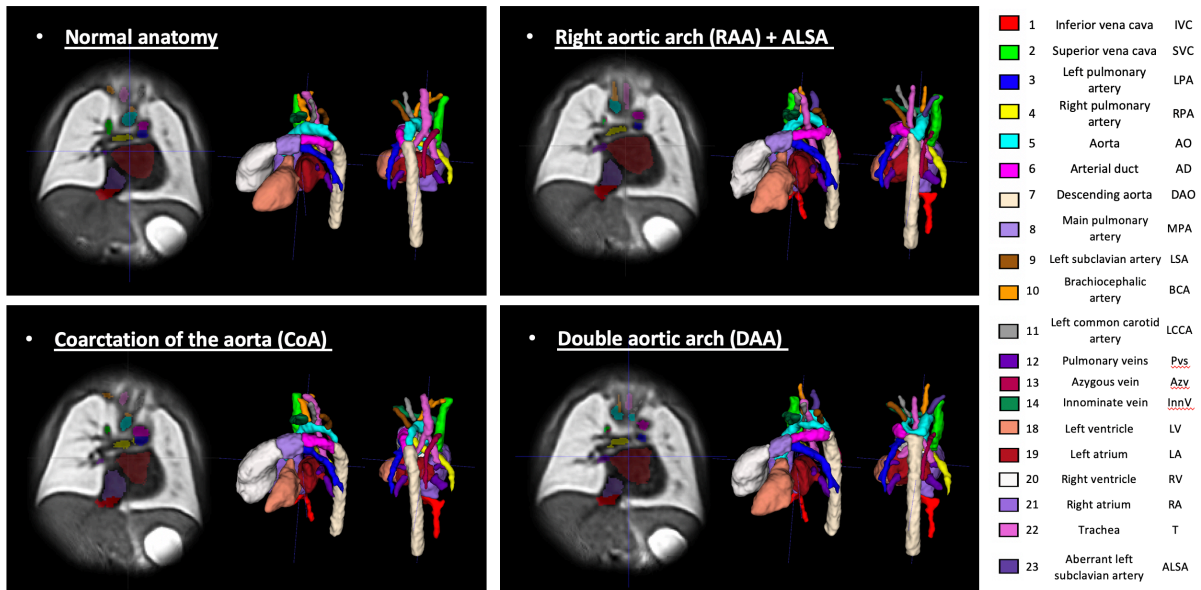 • Normal anatomy
• Right aortic arch (RAA) + ALSA
• Coarctation of the aorta (CoA)
• Double aortic arch (DAA)
1 Inferior vena cava IVC
2 Superior vena cava SVC
3 Left pulmonary artery LPA
4 Right pulmonary artery RPA
5 Aorta AO
6 Arterial duct AD
7 Descending aorta DAO
8 Main pulmonary artery MPA
9 Left subclavian artery LSA
10 Brachiocephalic artery BCA
11 Left common carotid artery LCCA
12 Pulmonary veins Pvs
13 Azygous vein Azv
14 Innominate vein InnV
18 Left ventricle LV
19 Left atrium LA
20 Right ventricle RV
21 Right atrium RA
22 Trachea T
23 Aberrant left subclavian artery ALSA